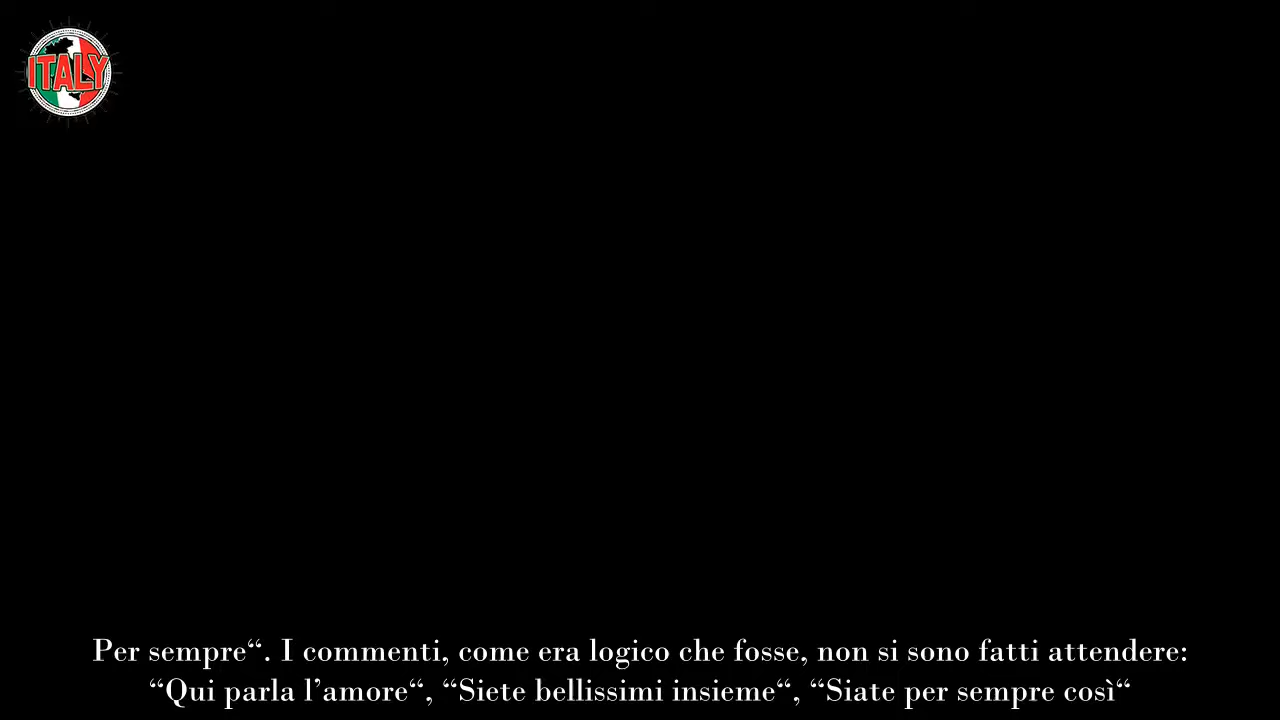 ITALY
Per sempre“. I commenti, come era logico che fosse, non si sono fatti attendere:
“Qui parla l’amore“, “Siete bellissimi insieme“, “Siate per sempre così“